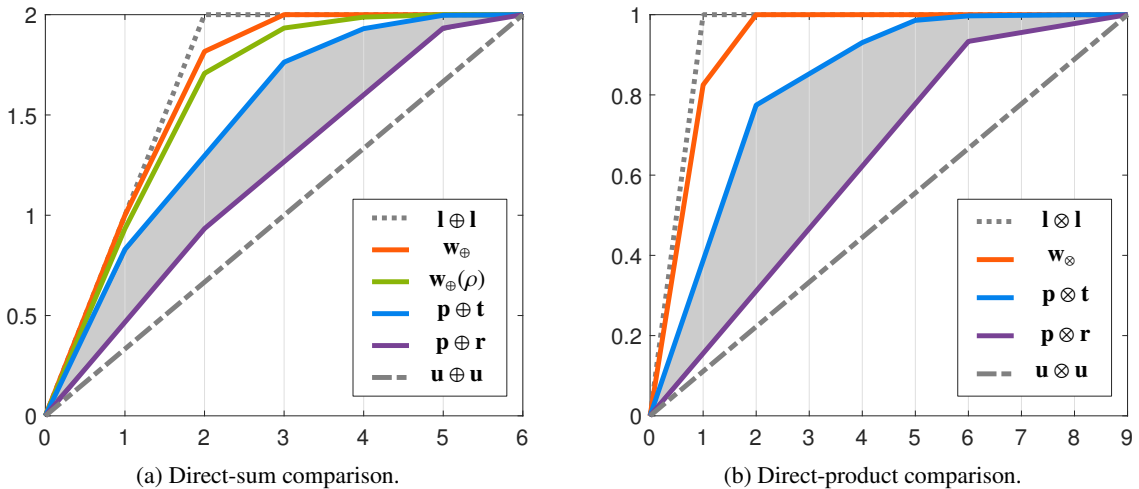 2
1.5
1
0.5
0
0 1 2 3 4 5 6
l ⊕ l
w⊕
w⊕(ρ)
p ⊕ t
p ⊕ r
u ⊕ u
(a) Direct-sum comparison.
1
0.8
0.6
0.4
0.2
0
0 1 2 3 4 5 6 7 8 9
l ⊗ l
w⊗
p ⊗ t
p ⊗ r
u ⊗ u
(b) Direct-product comparison.